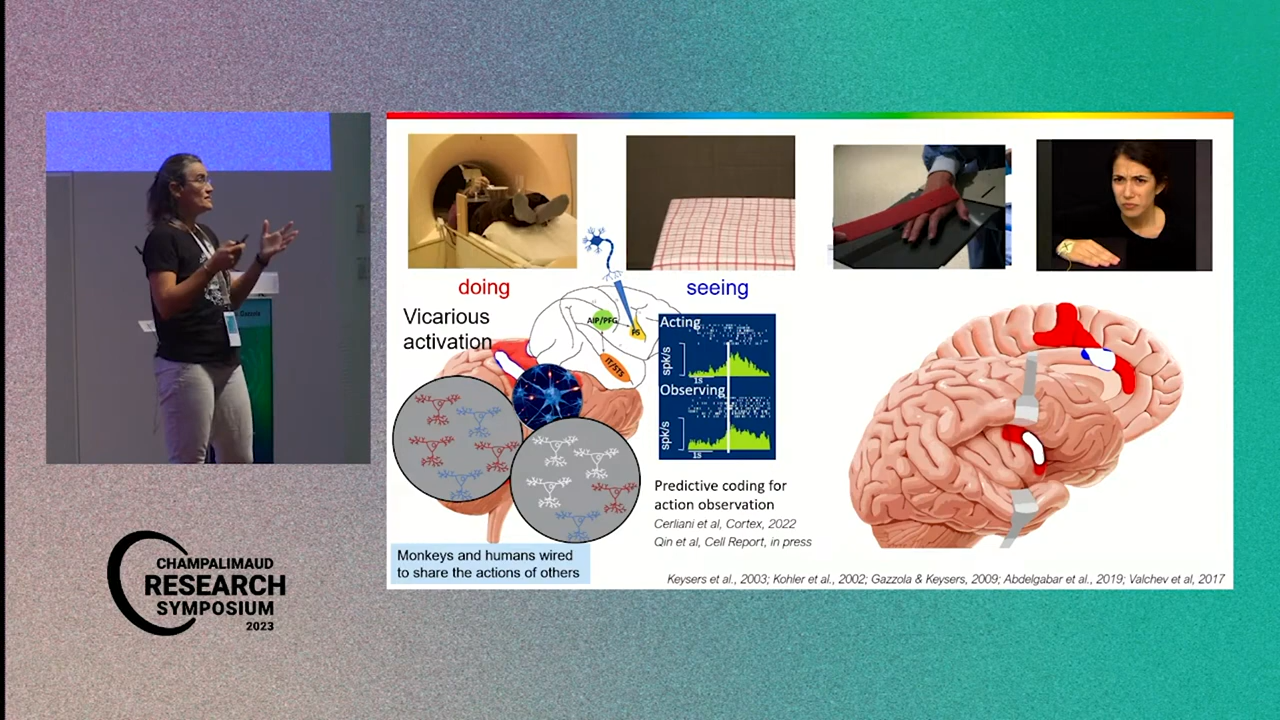 doing
seeing
Vicarious
activation
AIP/PFG
F5
IT/STS
Acting
spk/s
1s
Observing
spk/s
1s
Predictive coding for
action observation
Cerliani et al, Cortex, 2022
Qin et al, Cell Report, in press
Monkeys and humans wired
to share the actions of others
Keysers et al., 2003; Kohler et al., 2002; Gazzola & Keysers, 2009; Abdelgabar et al., 2019; Valchev et al, 2017
CHAMPALIMAUD
RESEARCH
SYMPOSIUM
2023